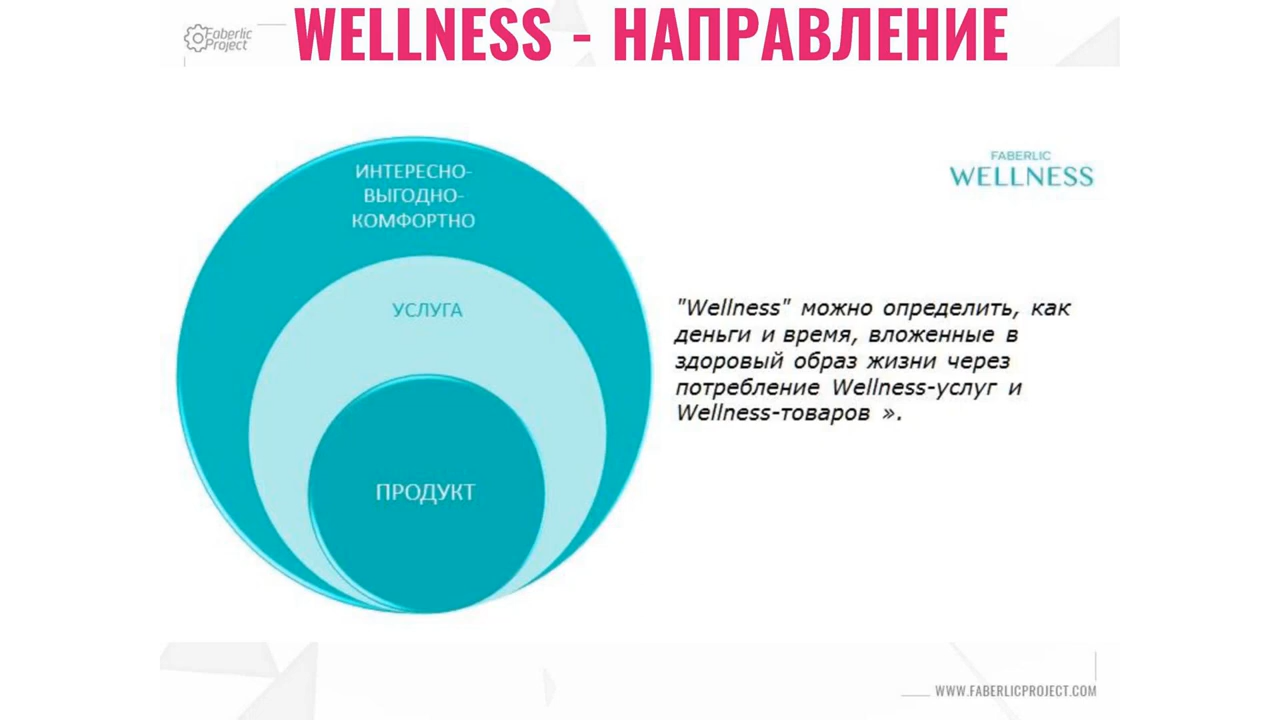 Faberlic
Project
WELLNESS - НАПРАВЛЕНИЕ
ИНТЕРЕСНО-
ВЫГОДНО-
КОМФОРТНО
УСЛУГА
ПРОДУКТ
FABERLIC
WELLNESS
"Wellness" можно определить, как
деньги и время, вложенные в
здоровый образ жизни через
потребление Wellness-услуг и
Wellness-товаров ».
WWW.FABERLICPROJECT.COM